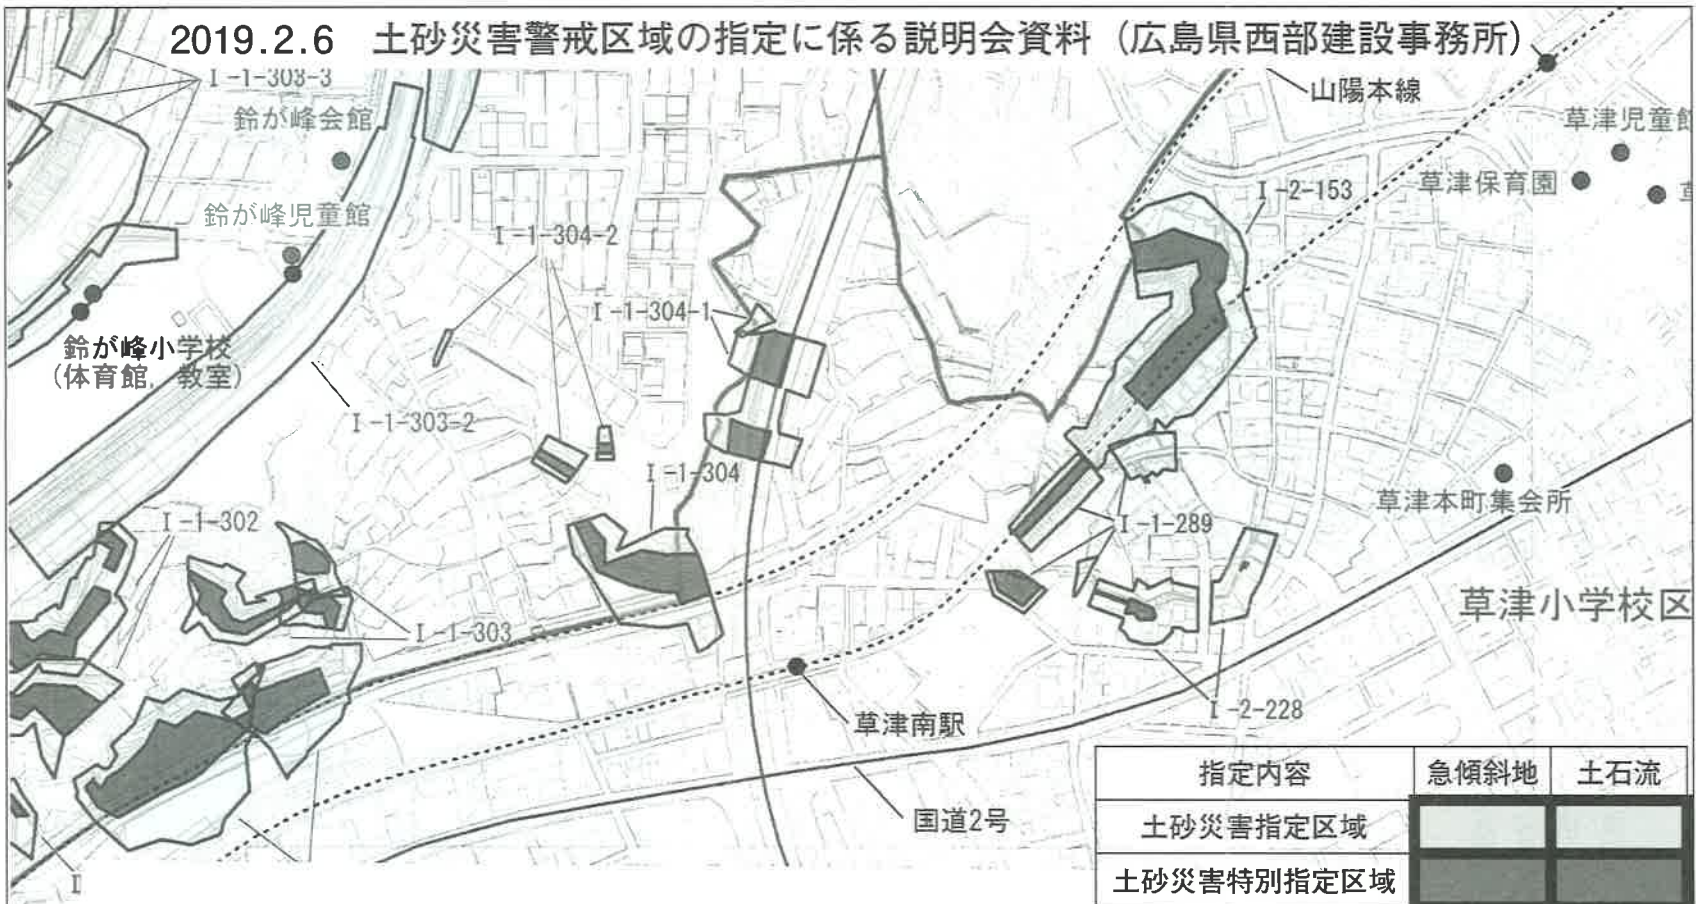 2019.2.6 土砂災害警戒区域の指定に係る説明会資料（広島県西部建設事務所）
I-1-303-3
鈴が峰会館
山陽本線
草津児童館
草津保育園
I-2-153
鈴が峰児童館
I-1-304-2
I-1-304-1
鈴が峰小学校
(体育館，教室)
I-1-303-2
I-1-304
草津本町集会所
I-1-302
I-1-289
草津小学校区
I-1-303
I-2-228
草津南駅
国道2号
指定内容 急傾斜地 土石流
土砂災害指定区域
土砂災害特別指定区域